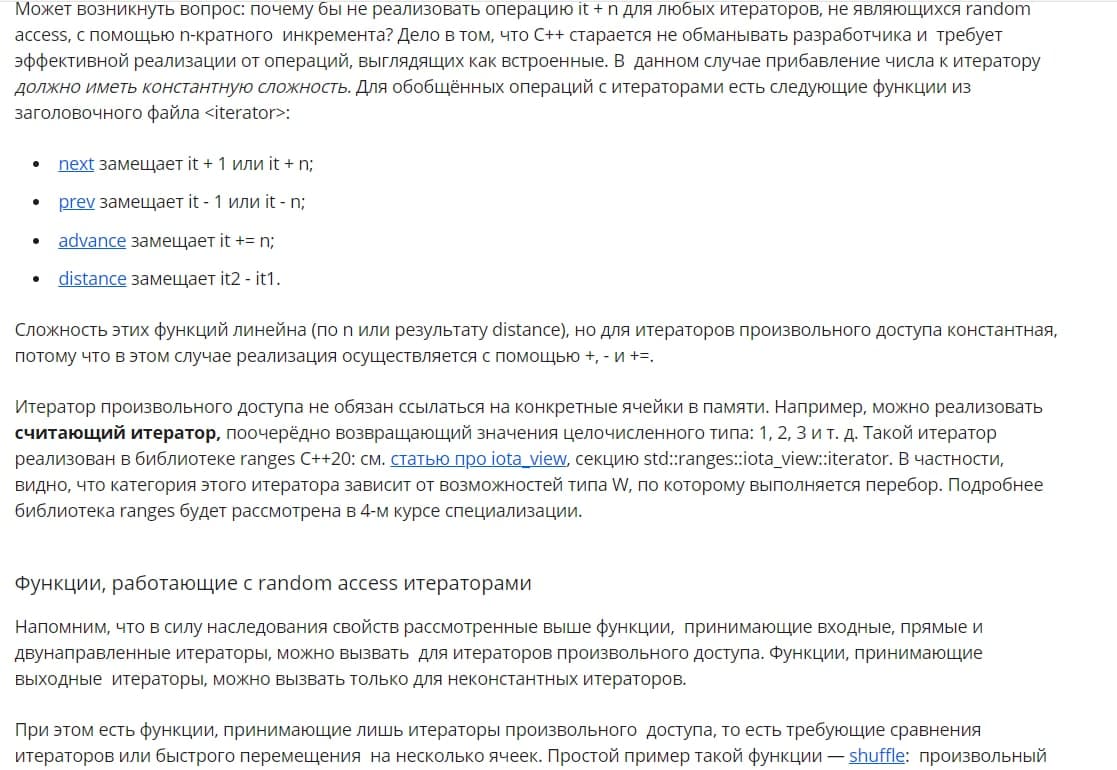 Может возникнуть вопрос: почему бы не реализовать операцию it + n для любых итераторов, не являющихся random
access, с помощью n-кратного инкремента? Дело в том, что C++ старается не обманывать разработчика и требует
эффективной реализации от операций, выглядящих как встроенные. В данном случае прибавление числа к итератору
должно иметь константную сложность. Для обобщённых операций с итераторами есть следующие функции из
заголовочного файла <iterator>:
• next замещает it + 1 или it + n;
• prev замещает it - 1 или it - n;
• advance замещает it += n;
• distance замещает it2 - it1.
Сложность этих функций линейна (по n или результату distance), но для итераторов произвольного доступа константная,
потому что в этом случае реализация осуществляется с помощью +, - и +=.
Итератор произвольного доступа не обязан ссылаться на конкретные ячейки в памяти. Например, можно реализовать
считающий итератор, поочерёдно возвращающий значения целочисленного типа: 1, 2, 3 и т. д. Такой итератор
реализован в библиотеке ranges C++20: см. статью про iota_view, секцию std::ranges::iota_view::iterator. В частности,
видно, что категория этого итератора зависит от возможностей типа W, по которому выполняется перебор. Подробнее
библиотека ranges будет рассмотрена в 4-м курсе специализации.
Функции, работающие с random access итераторами
Напомним, что в силу наследования свойств рассмотренные выше функции, принимающие входные, прямые и
двунаправленные итераторы, можно вызвать для итераторов произвольного доступа. Функции, принимающие
выходные итераторы, можно вызвать только для неконстантных итераторов.
При этом есть функции, принимающие лишь итераторы произвольного доступа, то есть требующие сравнения
итераторов или быстрого перемещения на несколько ячеек. Простой пример такой функции — shuffle: произвольный